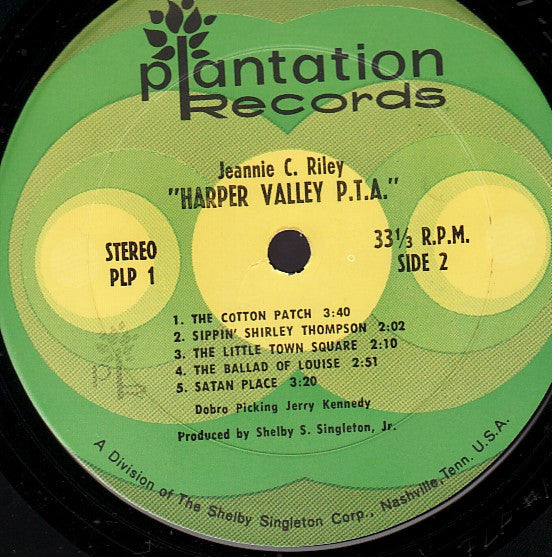 plantation
Records
Jeannie C. Riley
"HARPER VALLEY P.T.A."
STEREO
PLP 1
33⅓ R.P.M.
SIDE 2
1. THE COTTON PATCH 3:40
2. SIPPIN' SHIRLEY THOMPSON 2:02
3. THE LITTLE TOWN SQUARE 2:10
4. THE BALLAD OF LOUISE 2:51
5. SATAN PLACE 3:20
Dobro Picking Jerry Kennedy
Produced by Shelby S. Singleton, Jr.
A Division of The Shelby Singleton Corp., Nashville, Tenn. U.S.A.